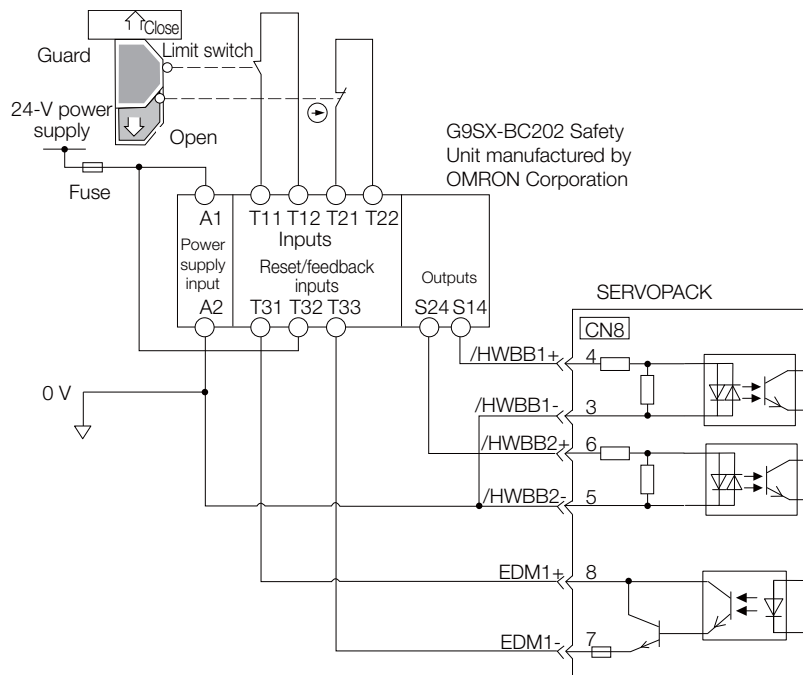 Close
Guard
Limit switch
24-V power
supply
Open
Fuse
G9SX-BC202 Safety
Unit manufactured by
OMRON Corporation
A1
T11
T12
T21
T22
Power
supply
input
Inputs
Reset/feedback
inputs
Outputs
A2
T31
T32
T33
S24
S14
SERVOPACK
CN8
/HWBB1+
4
0 V
/HWBB1-
3
/HWBB2+
6
/HWBB2-
5
EDM1+
8
EDM1-
7